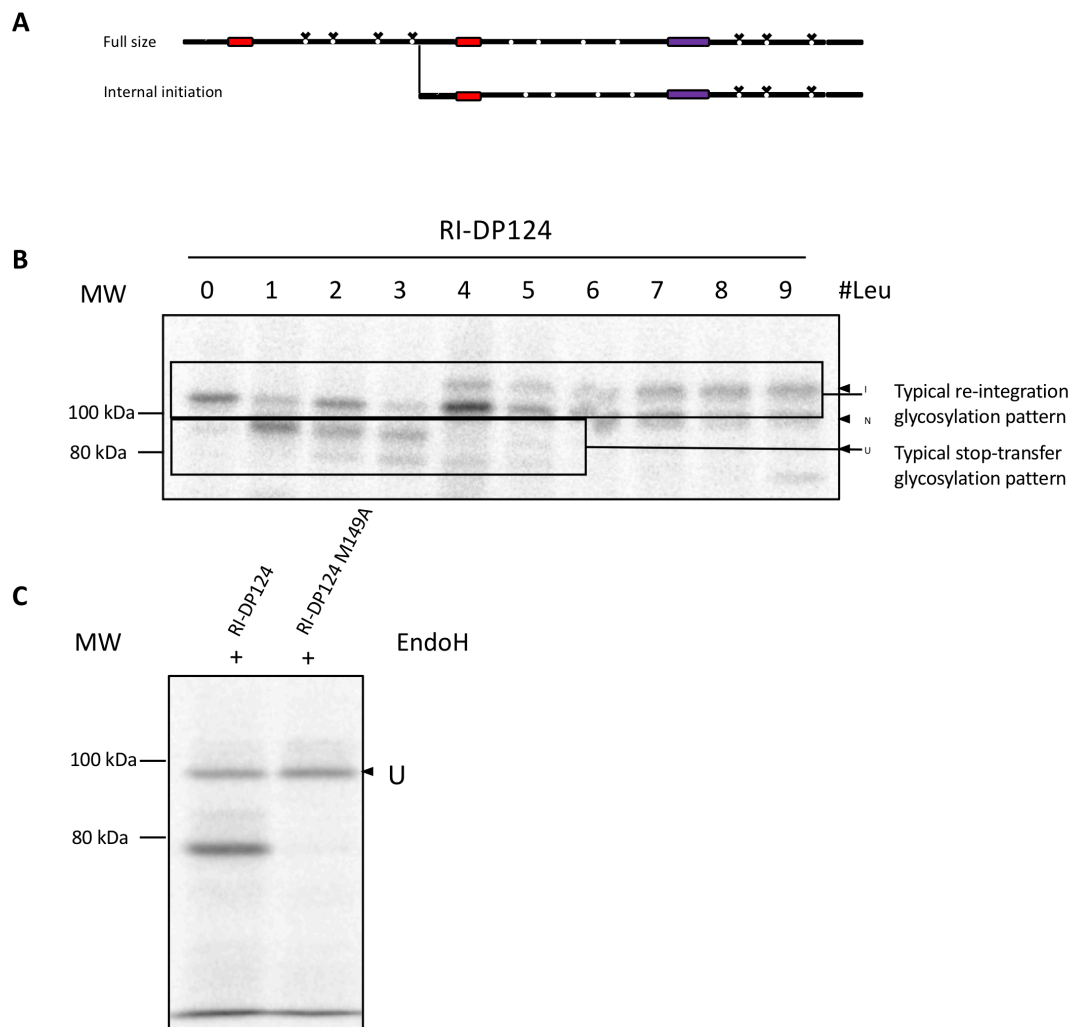 A
Full size
Internal initiation
RI-DP124
B
MW
0 1 2 3 4 5 6 7 8 9 #Leu
I
Typical re-integration
glycosylation pattern
100 kDa
N
80 kDa
U
Typical stop-transfer
glycosylation pattern
C
RI-DP124
RI-DP124 M149A
MW
+ +
EndoH
100 kDa
U
80 kDa